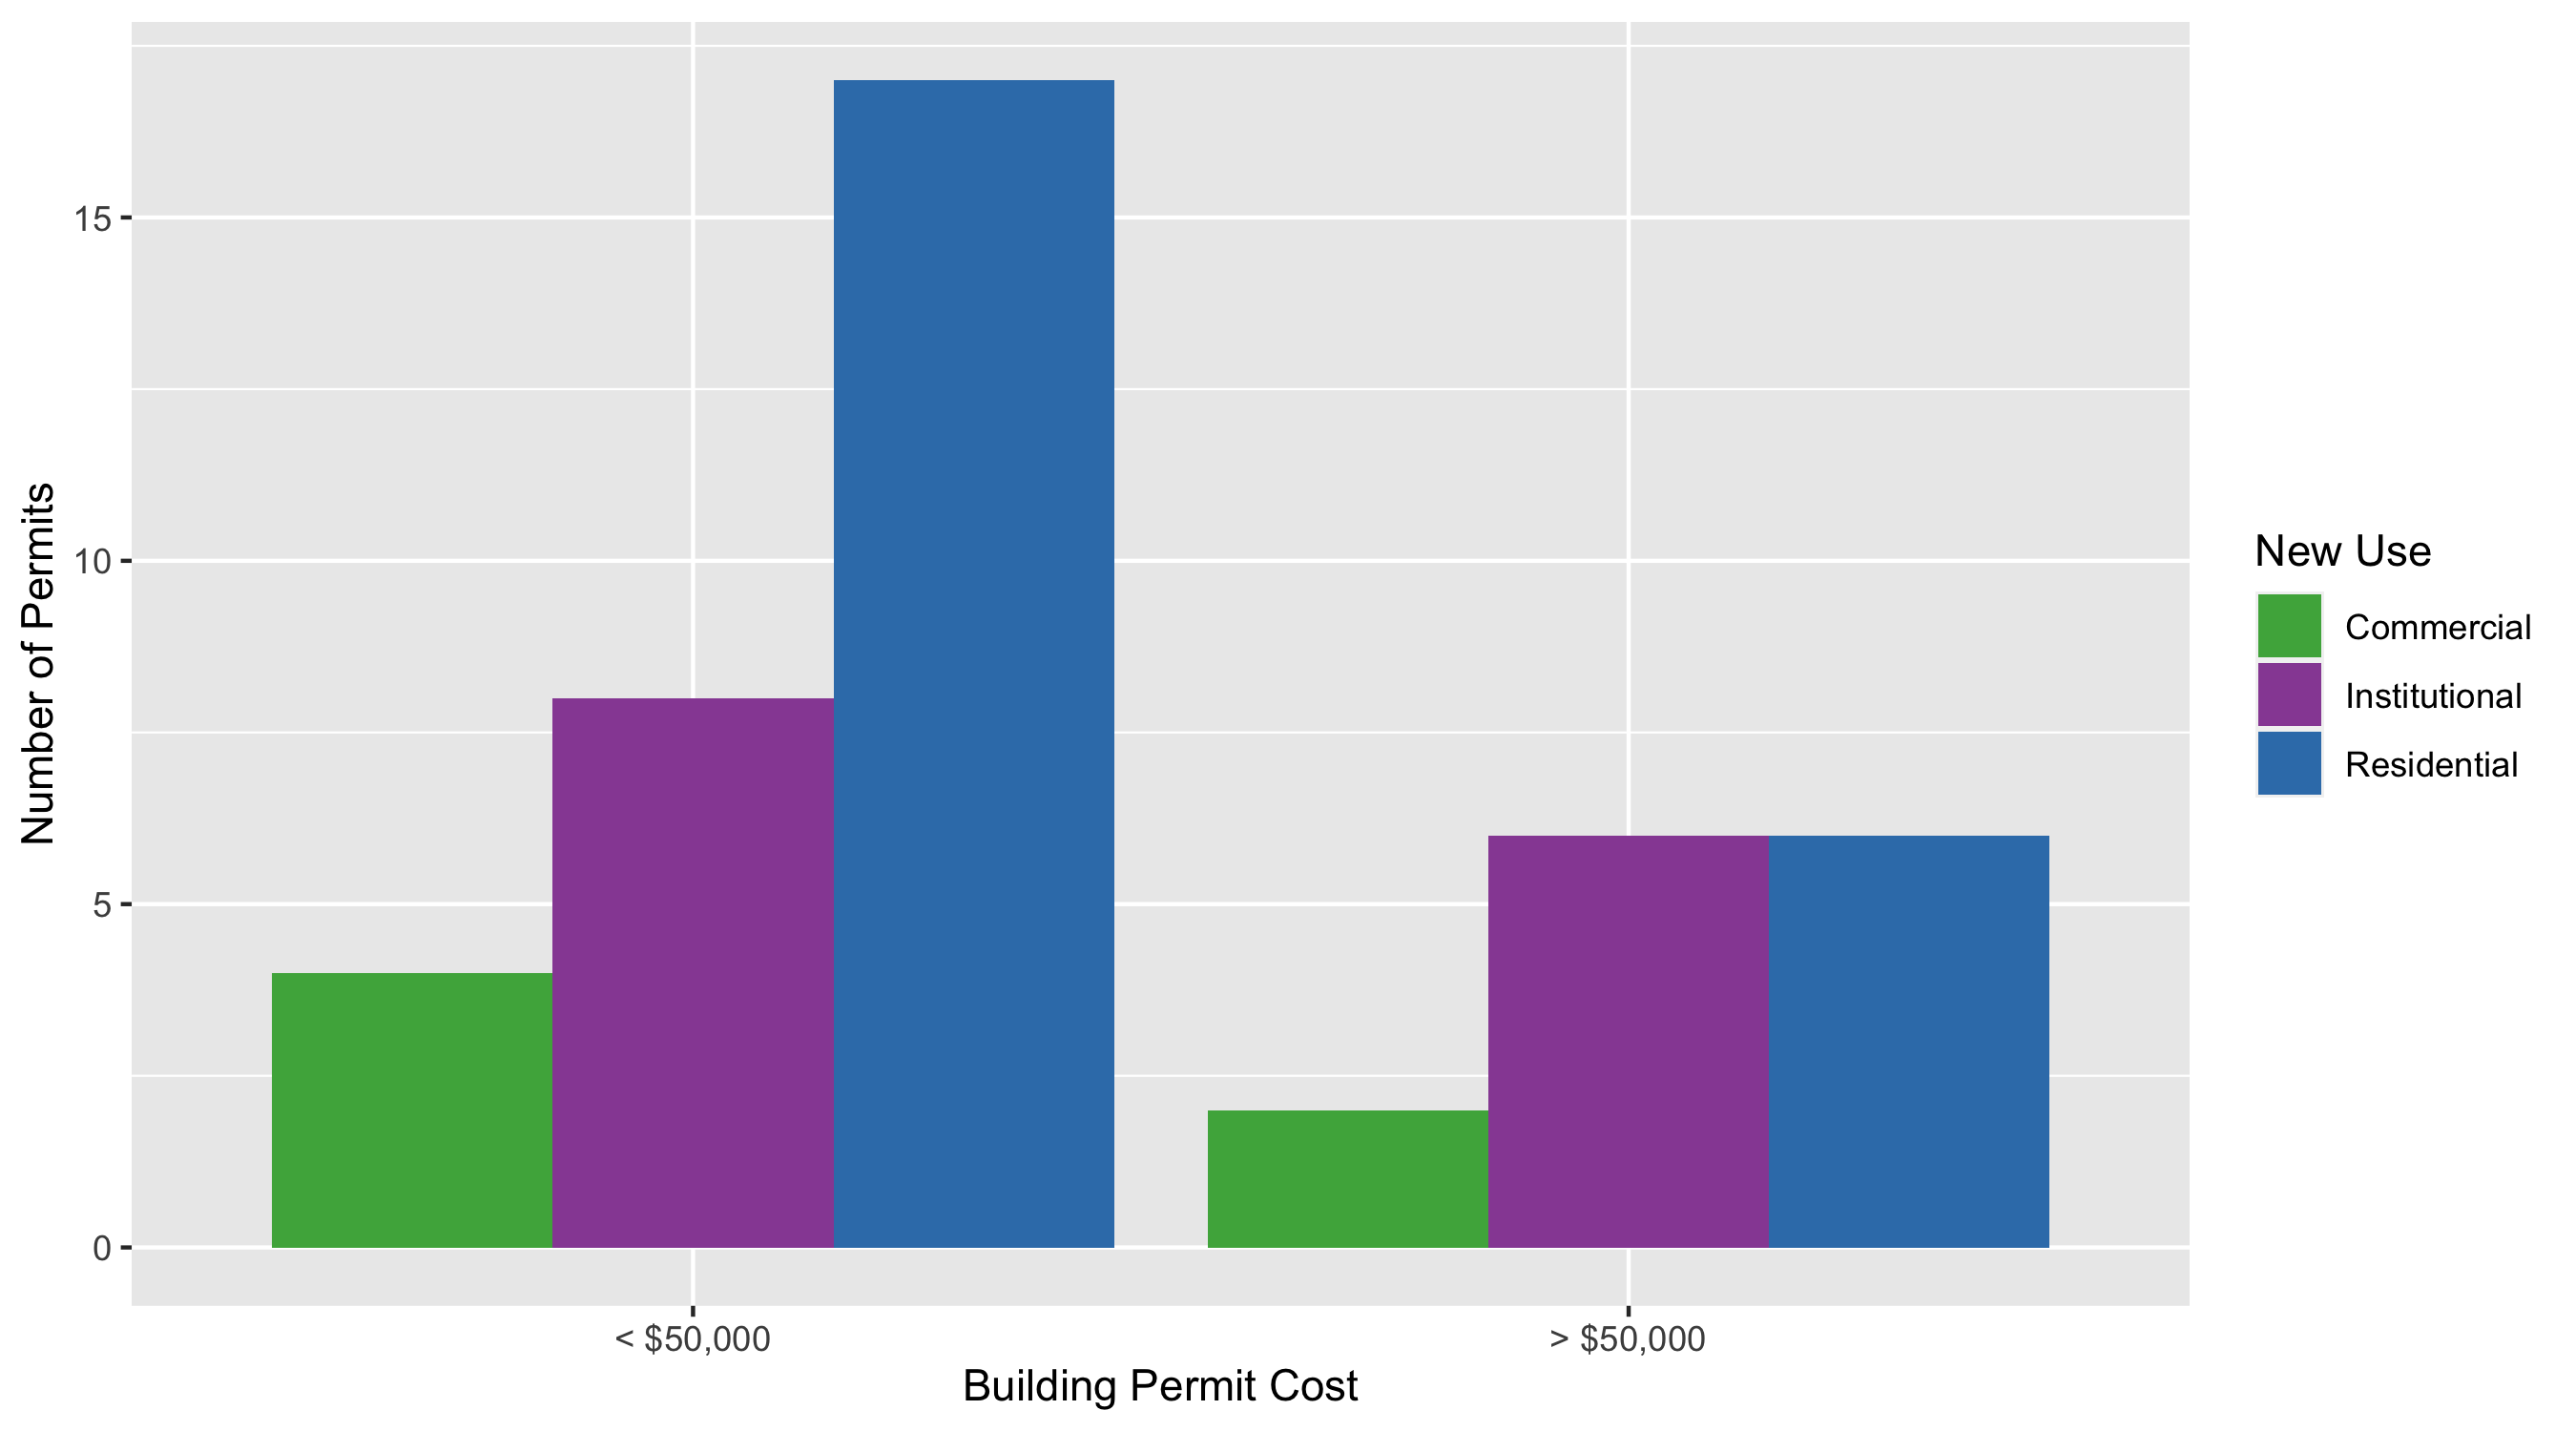 Number of Permits
15
10
5
0
< $50,000
> $50,000
Building Permit Cost
New Use
Commercial
Institutional
Residential